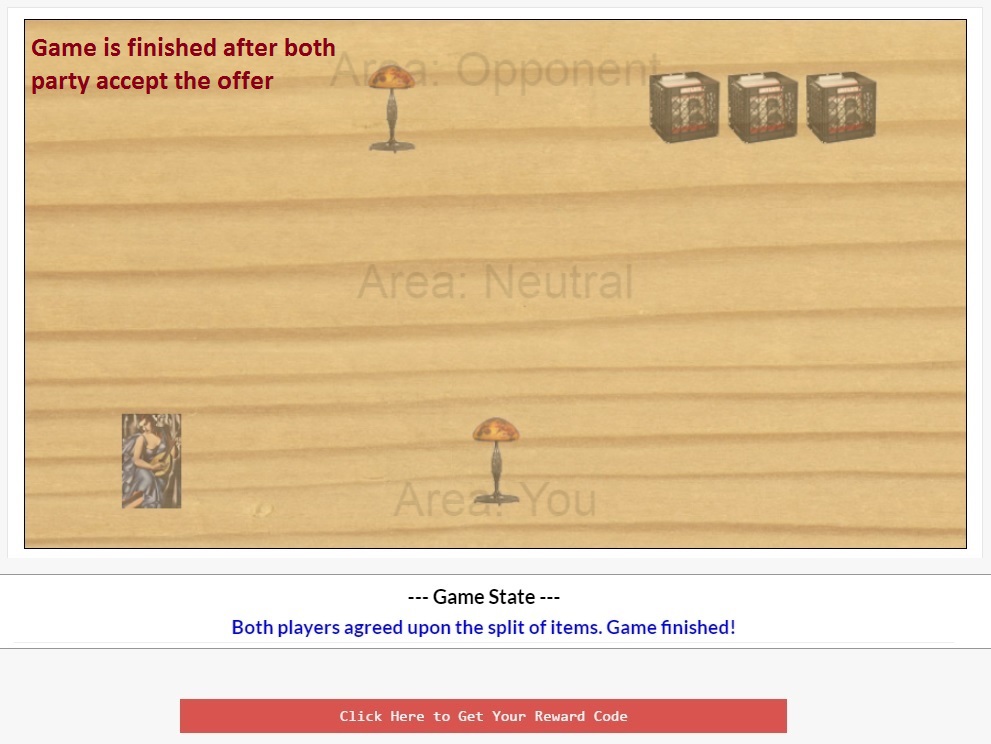 Game is finished after both
party accept the offer
Area: Opponent
Area: Neutral
Area: You
--- Game State ---
Both players agreed upon the split of items. Game finished!
Click Here to Get Your Reward Code